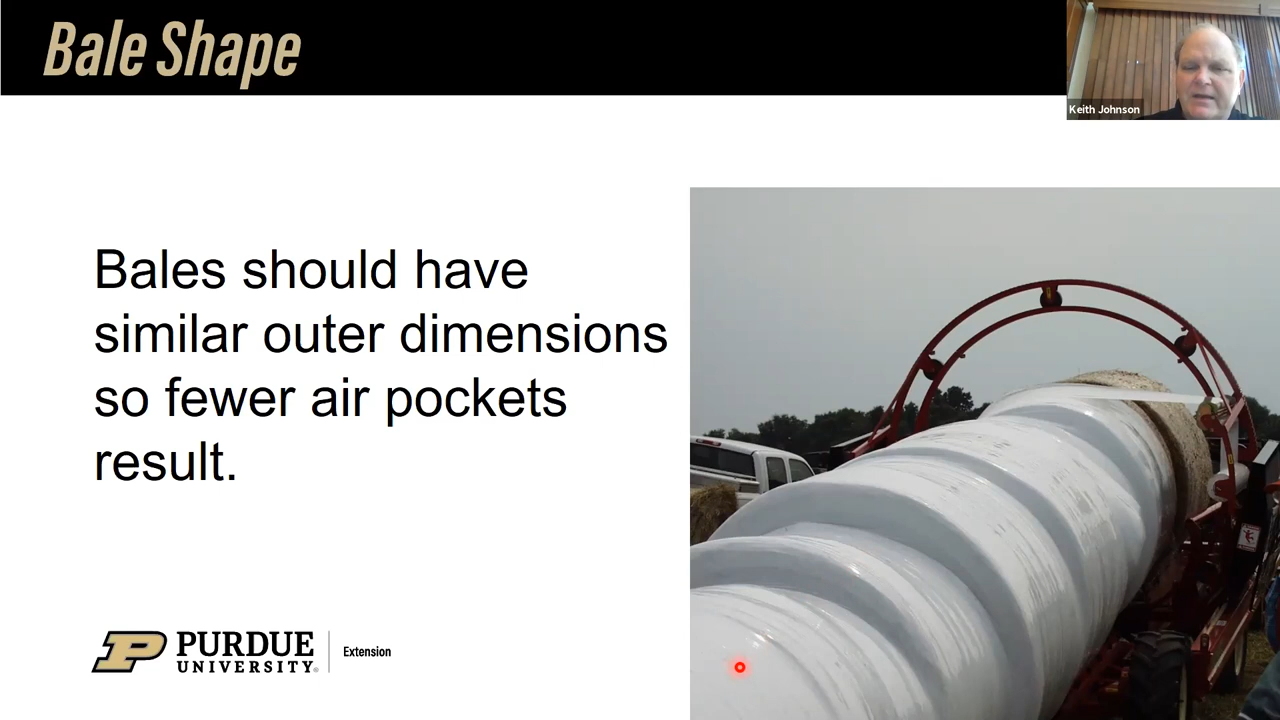 Bale Shape
Keith Johnson
Bales should have
similar outer dimensions
so fewer air pockets
result.
PURDUE
UNIVERSITY
Extension